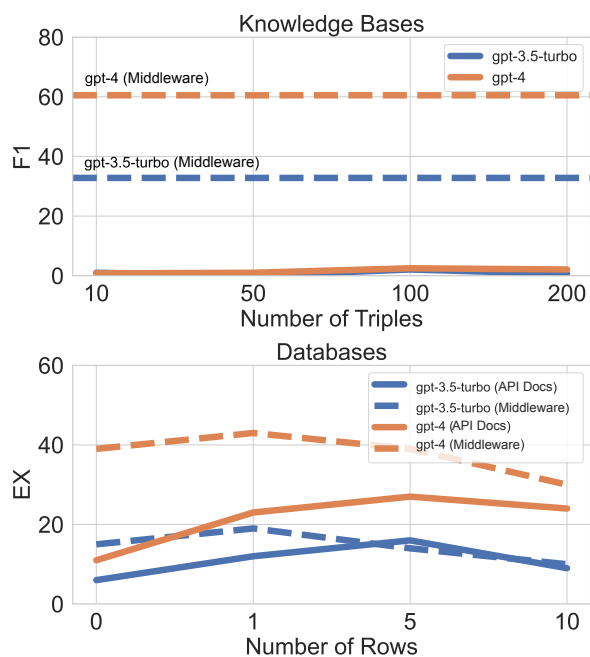 Knowledge Bases
80
60
40
20
0
F1
gpt-3.5-turbo
gpt-4
gpt-4 (Middleware)
gpt-3.5-turbo (Middleware)
10 50 100 200
Number of Triples
Databases
60
40
20
0
EX
gpt-3.5-turbo (API Docs)
gpt-3.5-turbo (Middleware)
gpt-4 (API Docs)
gpt-4 (Middleware)
0 1 5 10
Number of Rows